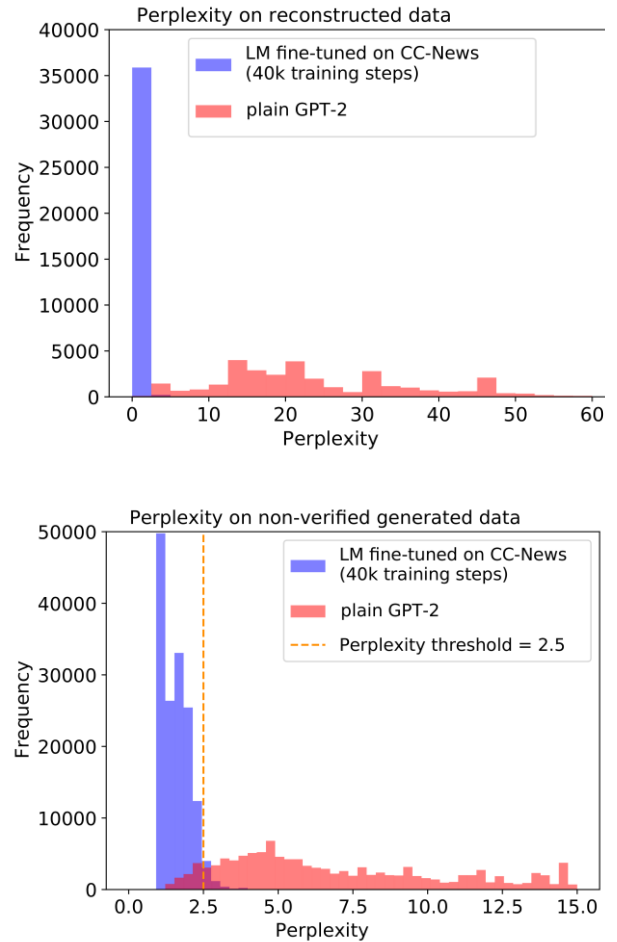 Perplexity on reconstructed data
40000
35000
30000
25000
20000
15000
10000
5000
0
Frequency
LM fine-tuned on CC-News
(40k training steps)
plain GPT-2
0 10 20 30 40 50 60
Perplexity
Perplexity on non-verified generated data
50000
40000
30000
20000
10000
0
Frequency
LM fine-tuned on CC-News
(40k training steps)
plain GPT-2
Perplexity threshold = 2.5
0.0 2.5 5.0 7.5 10.0 12.5 15.0
Perplexity